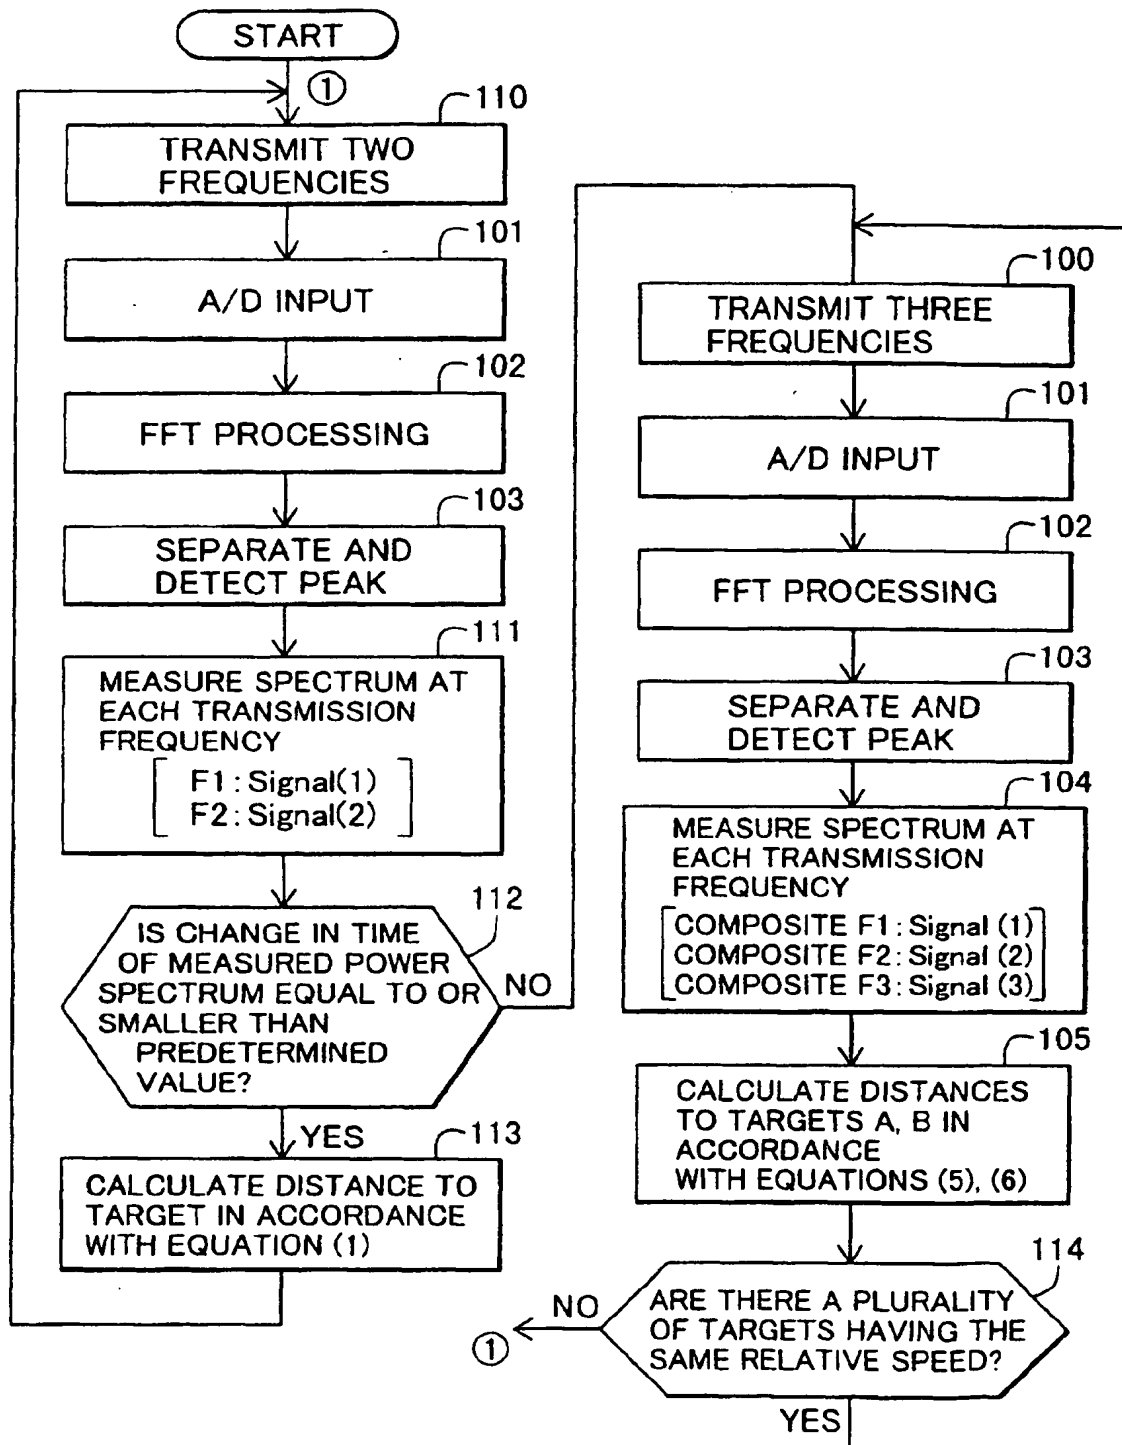 START
①
110
TRANSMIT TWO
FREQUENCIES
101
A/D INPUT
102
FFT PROCESSING
103
SEPARATE AND
DETECT PEAK
111
MEASURE SPECTRUM AT
EACH TRANSMISSION
FREQUENCY
F1 : Signal(1)
F2 : Signal(2)
112
IS CHANGE IN TIME
OF MEASURED POWER
SPECTRUM EQUAL TO OR
SMALLER THAN
PREDETERMINED
VALUE?
NO
YES
113
CALCULATE DISTANCE TO
TARGET IN ACCORDANCE
WITH EQUATION (1)
100
TRANSMIT THREE
FREQUENCIES
101
A/D INPUT
102
FFT PROCESSING
103
SEPARATE AND
DETECT PEAK
104
MEASURE SPECTRUM AT
EACH TRANSMISSION
FREQUENCY
COMPOSITE F1 : Signal (1)
COMPOSITE F2 : Signal (2)
COMPOSITE F3 : Signal (3)
105
CALCULATE DISTANCES
TO TARGETS A, B IN
ACCORDANCE
WITH EQUATIONS (5), (6)
114
ARE THERE A PLURALITY
OF TARGETS HAVING THE
SAME RELATIVE SPEED?
NO
①
YES